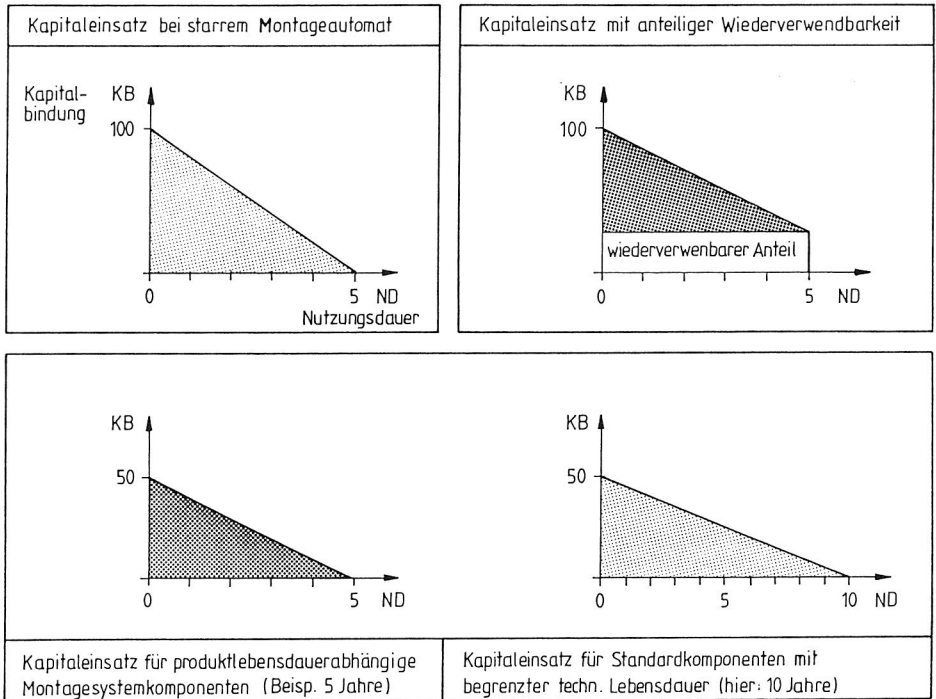 Kapitaleinsatz bei starrem Montageautomat
Kapital-
bindung
KB
100
0
5
ND
Nutzungsdauer
Kapitaleinsatz mit anteiliger Wiederverwendbarkeit
KB
100
wiederverwenbarer Anteil
0
5
ND
KB
50
0
5
ND
Kapitaleinsatz für produktlebensdauerabhängige
Montagesystemkomponenten (Beisp. 5 Jahre)
KB
50
0
5
10
ND
Kapitaleinsatz für Standardkomponenten mit
begrenzter techn. Lebensdauer (hier: 10 Jahre)